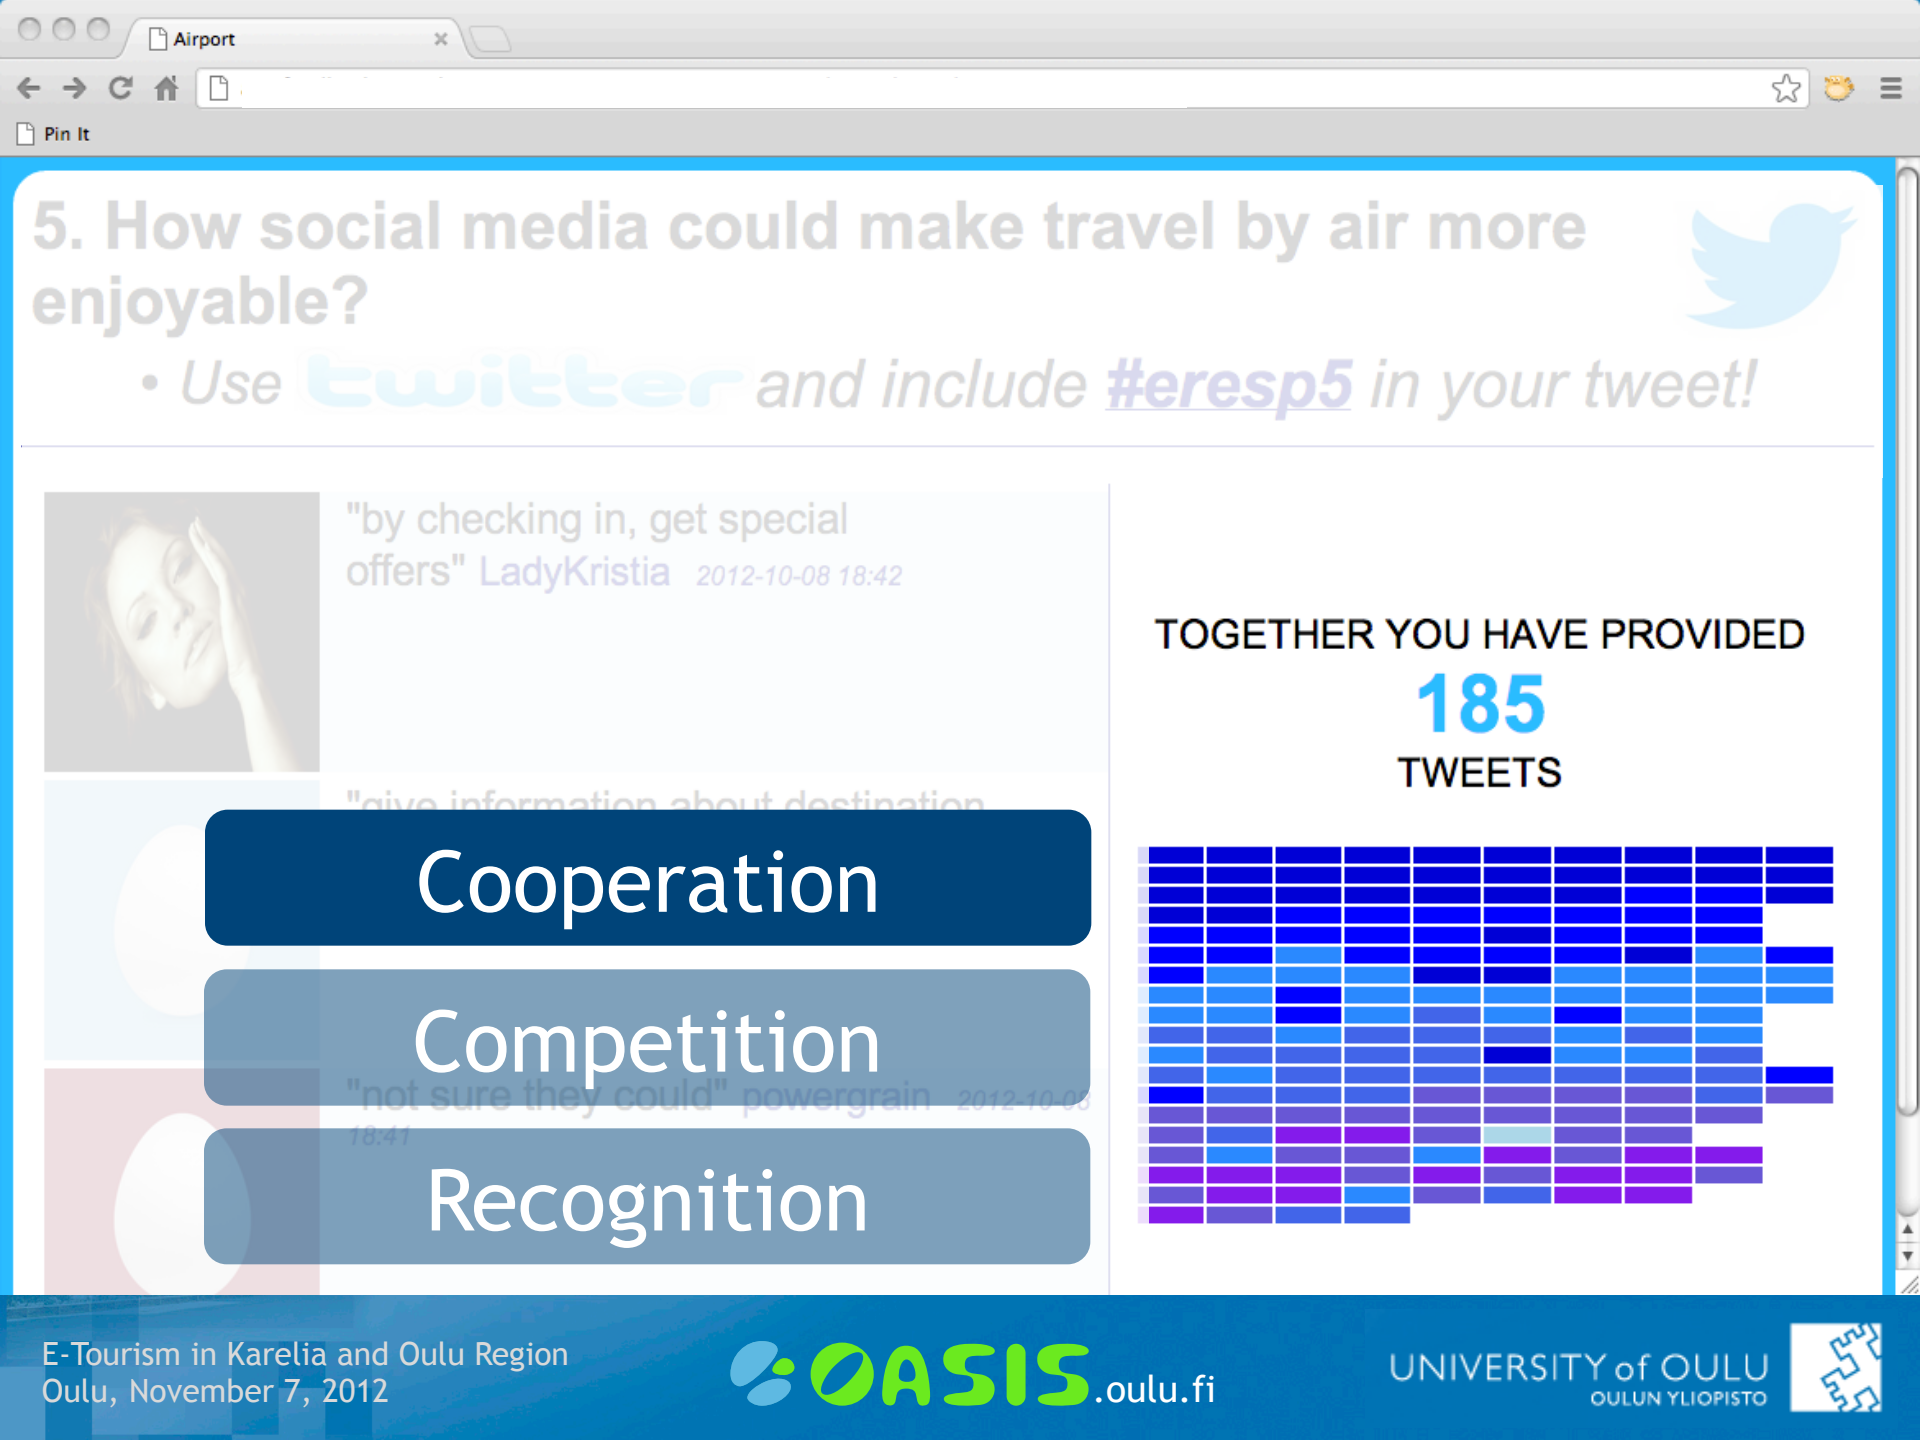 Airport
Pin It
5. How social media could make travel by air more
enjoyable?
• Use twitter and include #eresp5 in your tweet!
"by checking in, get special
offers" LadyKristia 2012-10-08 18:42
"give information about destination
"not sure they could" powergrain 2012-10-08
18:41
Cooperation
Competition
Recognition
TOGETHER YOU HAVE PROVIDED
185
TWEETS
E-Tourism in Karelia and Oulu Region
Oulu, November 7, 2012
OASIS.oulu.fi
UNIVERSITY of OULU
OULUN YLIOPISTO